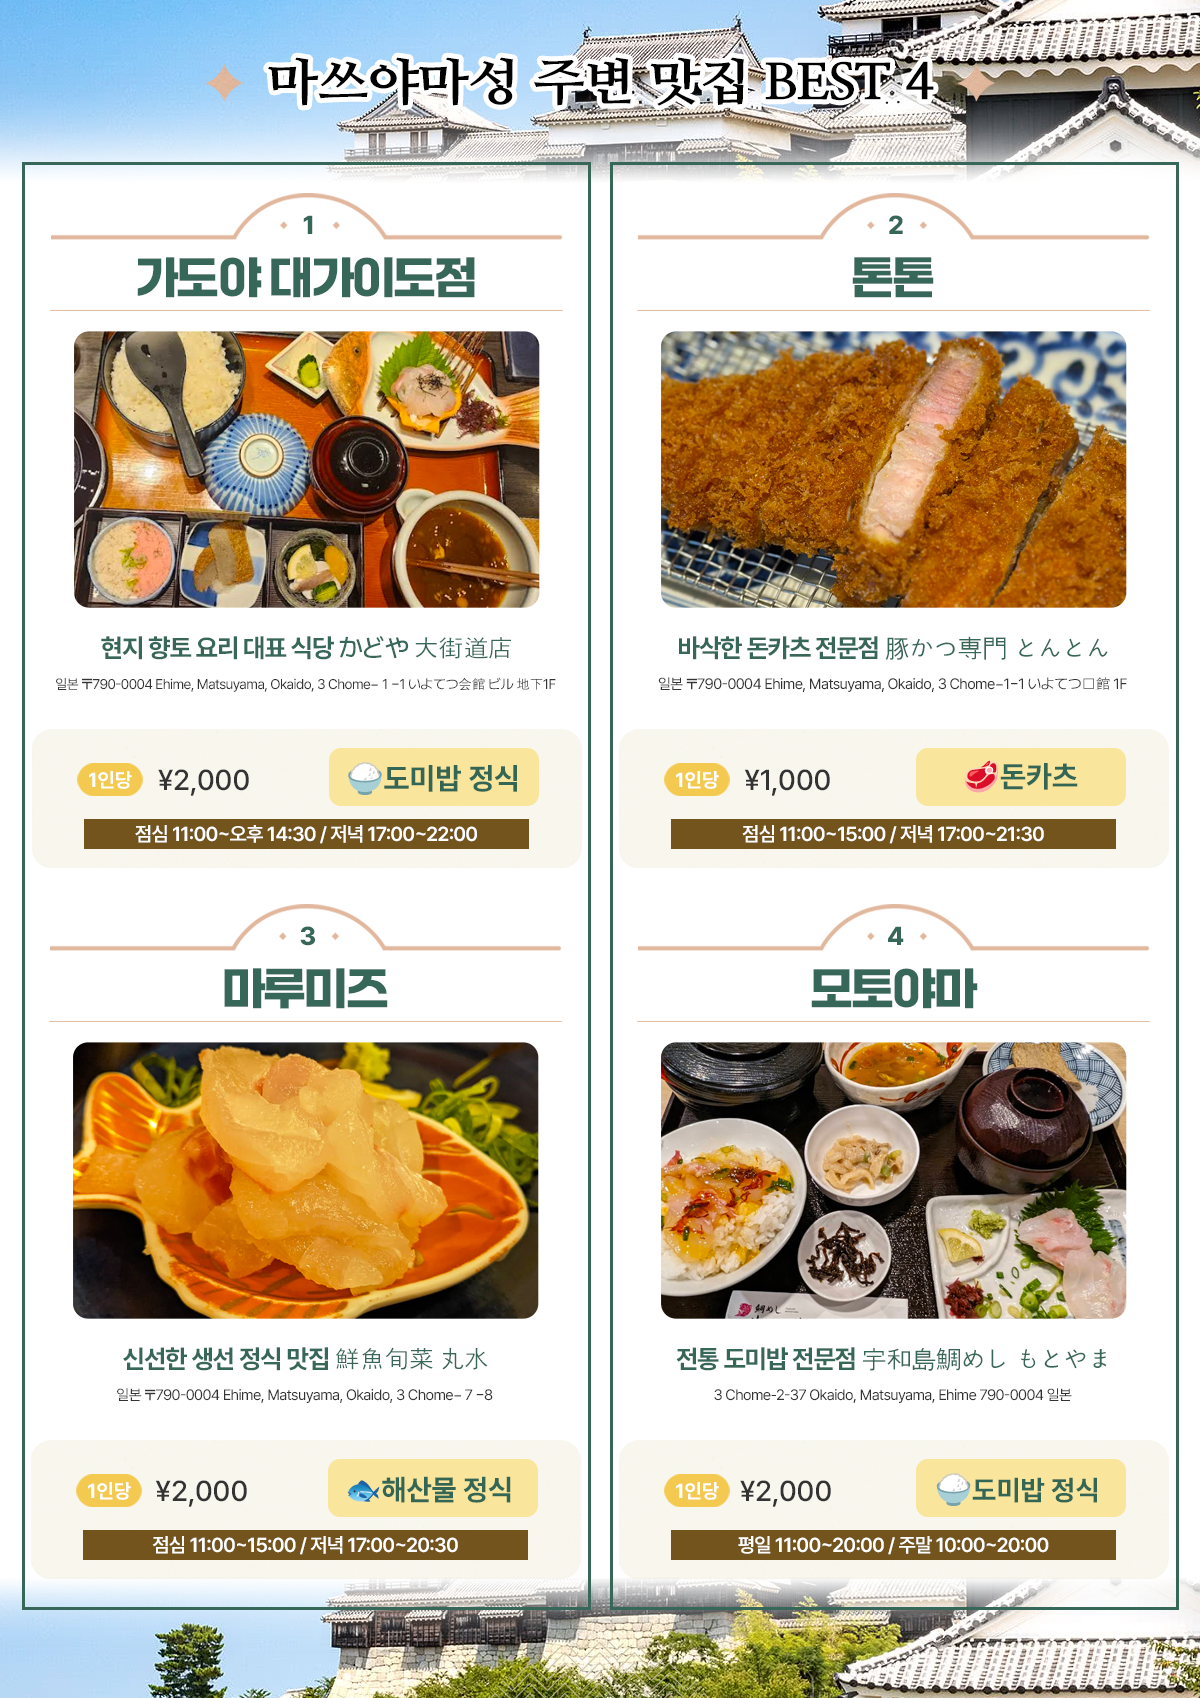 마쓰야마성 주변 맛집 BEST 4
1
가도야 대가이도점
현지 향토 요리 대표 식당 かどや 大街道店
일본 〒790-0004 Ehime, Matsuyama, Okaido, 3 Chome− 1 −1 いよてつ会館 ビル 地下1F
1인당 ¥2,000
도미밥 정식
점심 11:00~오후 14:30 / 저녁 17:00~22:00
2
톤톤
바삭한 돈카츠 전문점 豚かつ専門 とんとん
일본 〒790-0004 Ehime, Matsuyama, Okaido, 3 Chome−1−1 いよてつ□館 1F
1인당 ¥1,000
돈카츠
점심 11:00~15:00 / 저녁 17:00~21:30
3
마루미즈
신선한 생선 정식 맛집 鮮魚旬菜 丸水
일본 〒790-0004 Ehime, Matsuyama, Okaido, 3 Chome− 7 −8
1인당 ¥2,000
해산물 정식
점심 11:00~15:00 / 저녁 17:00~20:30
4
모토야마
鯛めし
전통 도미밥 전문점 宇和島鯛めし もとやま
3 Chome-2-37 Okaido, Matsuyama, Ehime 790-0004 일본
1인당 ¥2,000
도미밥 정식
평일 11:00~20:00 / 주말 10:00~20:00